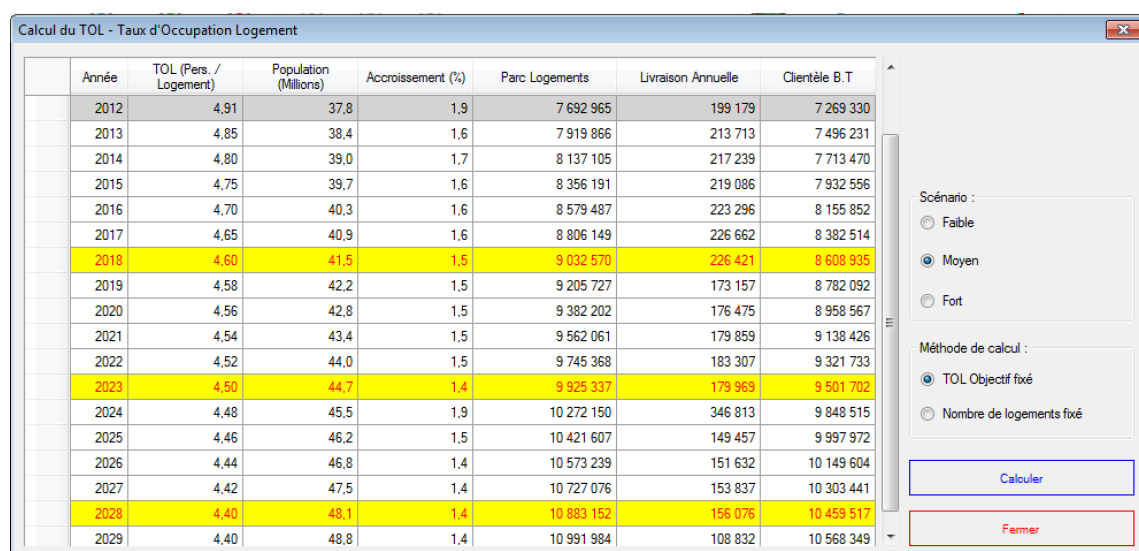 Calcul du TOL - Taux d'Occupation Logement
Année TOL (Pers. / Logement) Population (Millions) Accroissement (%) Parc Logements Livraison Annuelle Clientèle B.T
2012 4,91 37,8 1,9 7 692 965 199 179 7 269 330
2013 4,85 38,4 1,6 7 919 866 213 713 7 496 231
2014 4,80 39,0 1,7 8 137 105 217 239 7 713 470
2015 4,75 39,7 1,6 8 356 191 219 086 7 932 556
2016 4,70 40,3 1,6 8 579 487 223 296 8 155 852
2017 4,65 40,9 1,6 8 806 149 226 662 8 382 514
2018 4,60 41,5 1,5 9 032 570 226 421 8 608 935
2019 4,58 42,2 1,5 9 205 727 173 157 8 782 092
2020 4,56 42,8 1,5 9 382 202 176 475 8 958 567
2021 4,54 43,4 1,5 9 562 061 179 859 9 138 426
2022 4,52 44,0 1,5 9 745 368 183 307 9 321 733
2023 4,50 44,7 1,4 9 925 337 179 969 9 501 702
2024 4,48 45,5 1,9 10 272 150 346 813 9 848 515
2025 4,46 46,2 1,5 10 421 607 149 457 9 997 972
2026 4,44 46,8 1,4 10 573 239 151 632 10 149 604
2027 4,42 47,5 1,4 10 727 076 153 837 10 303 441
2028 4,40 48,1 1,4 10 883 152 156 076 10 459 517
2029 4,40 48,8 1,4 10 991 984 108 832 10 568 349
Scénario :
Faible
Moyen
Fort
Méthode de calcul :
TOL Objectif fixé
Nombre de logements fixé
Calculer
Fermer